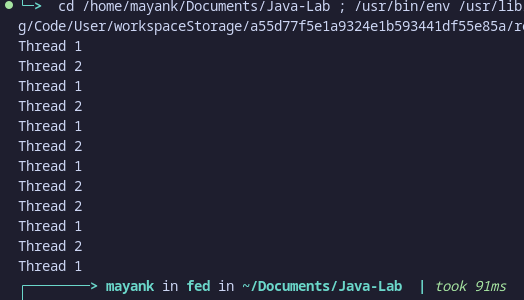 └─> cd /home/mayank/Documents/Java-Lab ; /usr/bin/env /usr/lib
g/Code/User/workspaceStorage/a55d77f5e1a9324e1b593441df55e85a/r
Thread 1
Thread 2
Thread 1
Thread 2
Thread 1
Thread 2
Thread 1
Thread 2
Thread 2
Thread 1
Thread 2
Thread 1
┌────────> mayank in fed in ~/Documents/Java-Lab | took 91ms